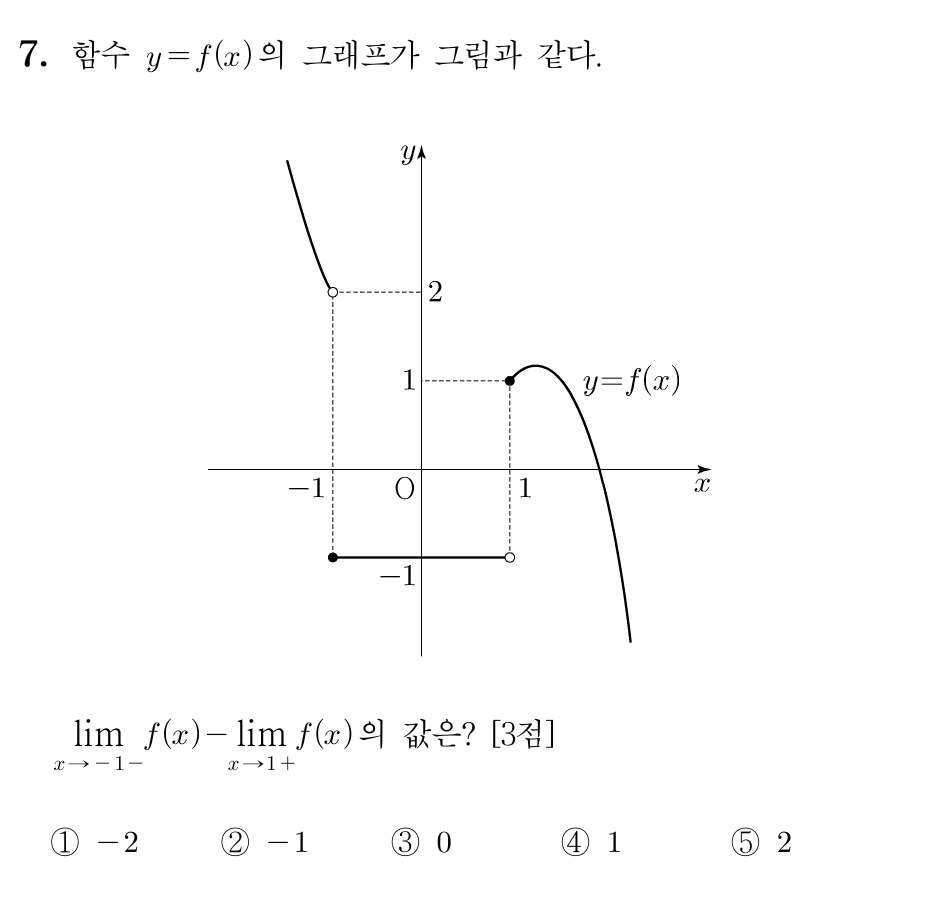 7. 함수 y=f(x)의 그래프가 그림과 같다.
y
2
1
y=f(x)
-1
O
1
x
-1
lim f(x)-lim f(x)의 값은? [3점]
x→-1- x→1+
① -2 ② -1 ③ 0 ④ 1 ⑤ 2